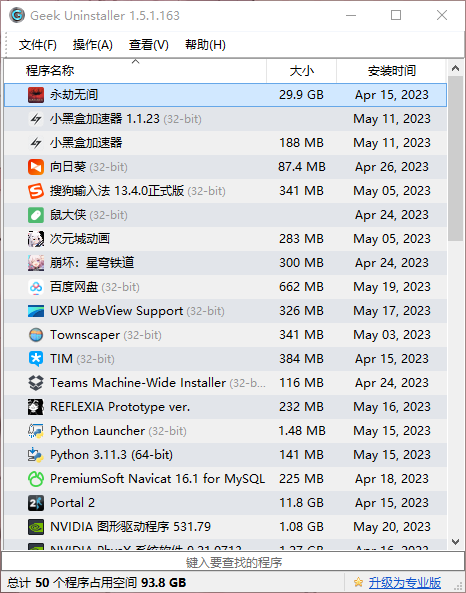 Geek Uninstaller 1.5.1.163
文件(F) 操作(A) 查看(V) 帮助(H)
程序名称 大小 安装时间
永劫无间 29.9 GB Apr 15, 2023
小黑盒加速器 1.1.23 (32-bit) May 11, 2023
小黑盒加速器 188 MB May 11, 2023
向日葵 (32-bit) 87.4 MB Apr 26, 2023
搜狗输入法 13.4.0正式版 (32-bit) 341 MB May 05, 2023
鼠大侠 (32-bit) Apr 24, 2023
次元城动画 283 MB May 05, 2023
崩坏：星穹铁道 300 MB Apr 24, 2023
百度网盘 (32-bit) 662 MB May 19, 2023
UXP WebView Support (32-bit) 326 MB May 17, 2023
Townscaper (32-bit) 341 MB May 03, 2023
TIM (32-bit) 384 MB Apr 15, 2023
Teams Machine-Wide Installer (32-b... 116 MB Apr 24, 2023
REFLEXIA Prototype ver. 232 MB May 16, 2023
Python Launcher (32-bit) 1.48 MB May 15, 2023
Python 3.11.3 (64-bit) 141 MB May 15, 2023
PremiumSoft Navicat 16.1 for MySQL 225 MB Apr 18, 2023
Portal 2 11.8 GB Apr 15, 2023
NVIDIA 图形驱动程序 531.79 1.08 GB May 20, 2023
NVIDIA PhysX 系统软件 9.21.0713 1.27 GB Apr 16, 2023
键入要查找的程序
总计 50 个程序占用空间 93.8 GB 升级为专业版